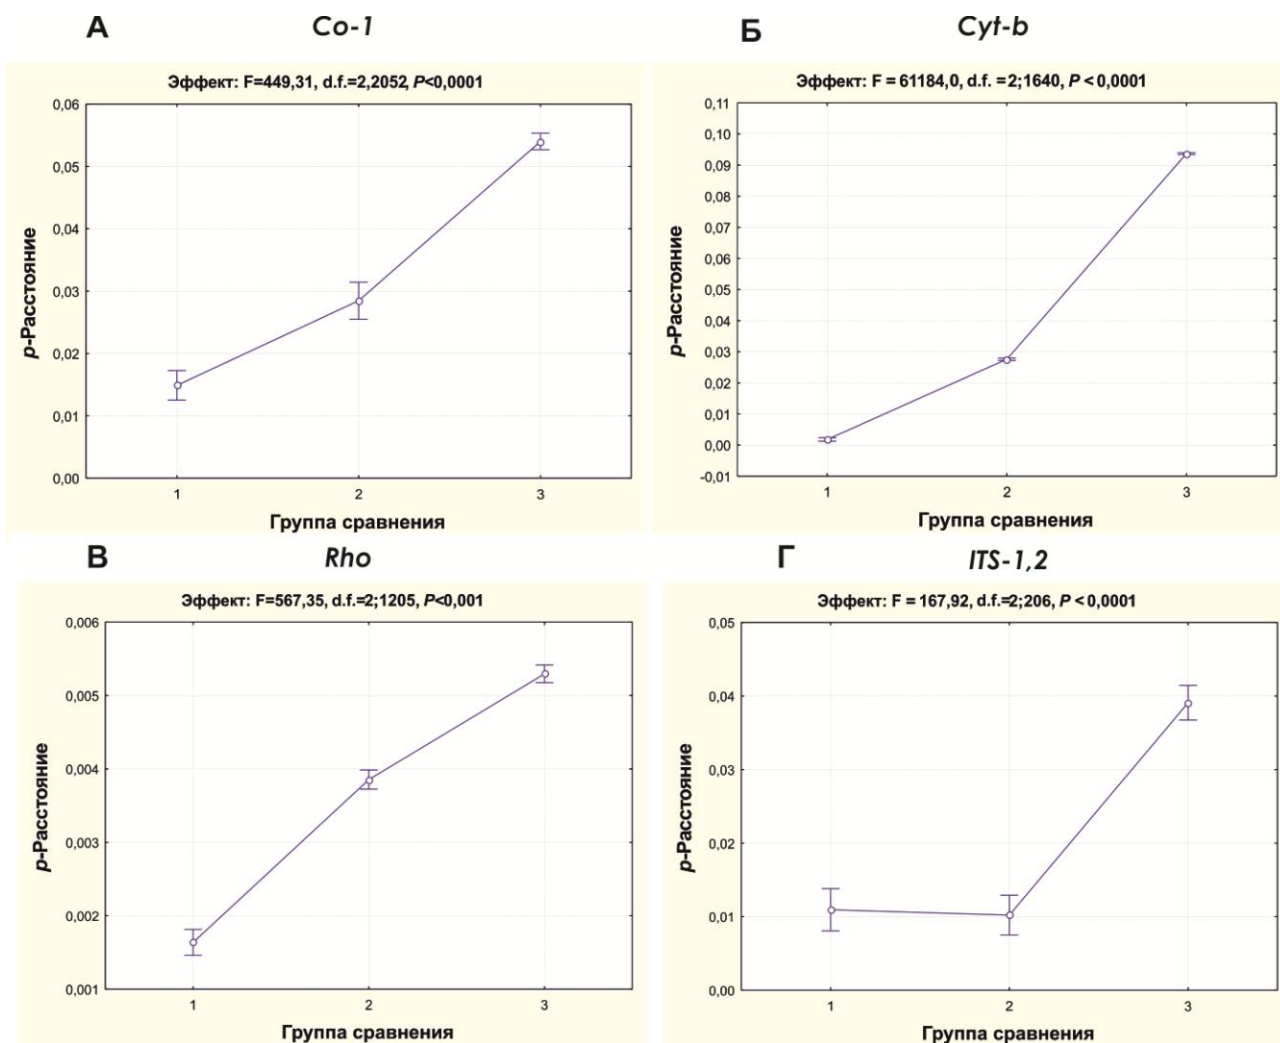 А
Co-1
Эффект: F=449,31, d.f.=2,2052, P<0,0001
0,06
0,05
0,04
0,03
0,02
0,01
0,00
p-Расстояние
1 2 3
Группа сравнения
Б
Cyt-b
Эффект: F = 61184,0, d.f. =2;1640, P < 0,0001
0,11
0,10
0,09
0,08
0,07
0,06
0,05
0,04
0,03
0,02
0,01
0,00
-0,01
p-Расстояние
1 2 3
Группа сравнения
В
Rho
Эффект: F=567,35, d.f.=2;1205, P<0,001
0,006
0,005
0,004
0,003
0,002
0,001
p-Расстояние
1 2 3
Группа сравнения
Г
ITS-1,2
Эффект: F = 167,92, d.f.=2;206, P < 0,0001
0,05
0,04
0,03
0,02
0,01
0,00
p-Расстояние
1 2 3
Группа сравнения